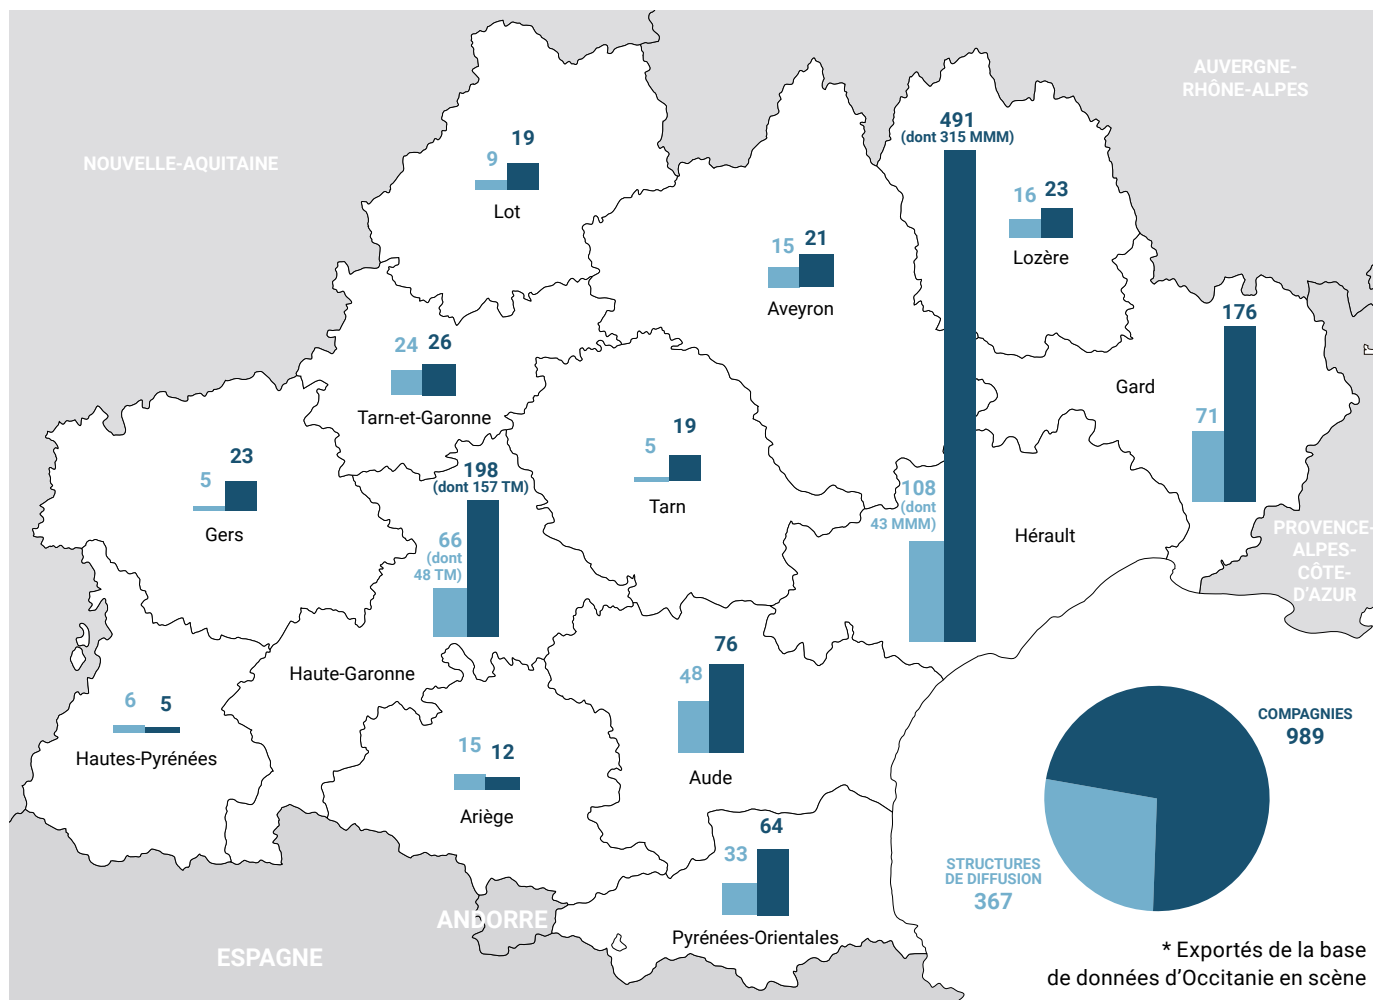 AUVERGNE-
RHÔNE-ALPES
NOUVELLE-AQUITAINE
9
19
Lot
15
21
Aveyron
491
(dont 315 MMM)
16
23
Lozère
24
26
Tarn-et-Garonne
176
71
Gard
5
23
Gers
198
(dont 157 TM)
66
(dont
48 TM)
5
19
Tarn
108
(dont
43 MMM)
Hérault
PROVENCE-
ALPES-
CÔTE-
D'AZUR
Haute-Garonne
6
5
Hautes-Pyrénées
15
12
Ariège
48
76
Aude
33
64
Pyrénées-Orientales
COMPAGNIES
989
STRUCTURES
DE DIFFUSION
367
ANDORRE
ESPAGNE
* Exportés de la base
de données d'Occitanie en scène